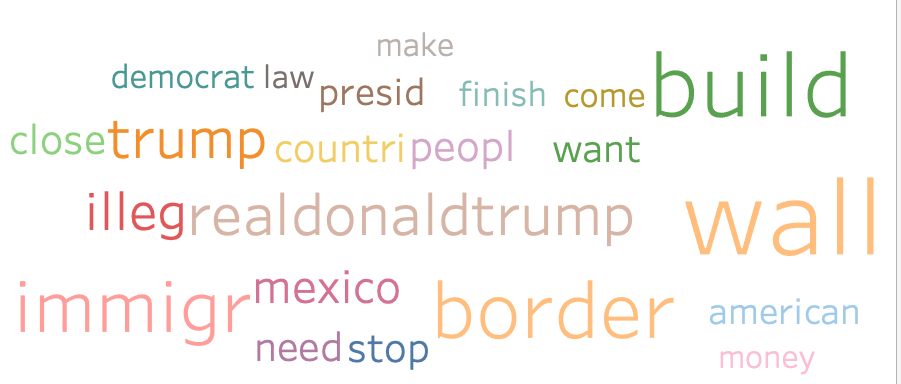 make
democrat law presid finish come build
close trump countri peopl want
illeg realdonaldtrump wall
immigr mexico border american
need stop money